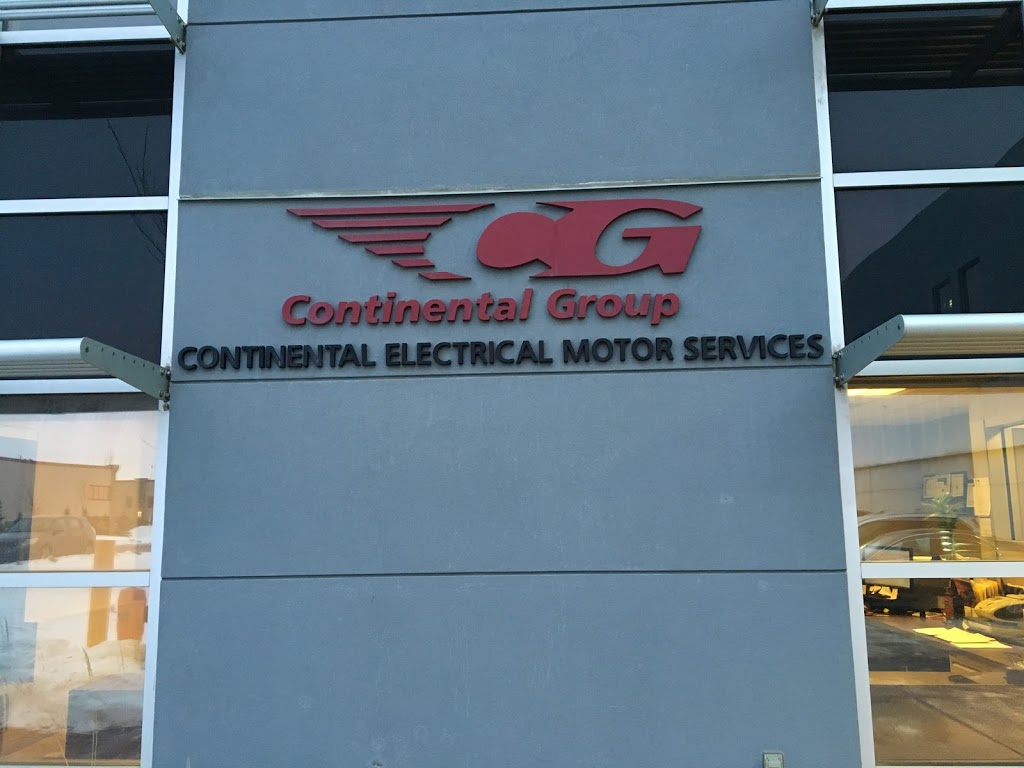 CG
Continental Group
CONTINENTAL ELECTRICAL MOTOR SERVICES